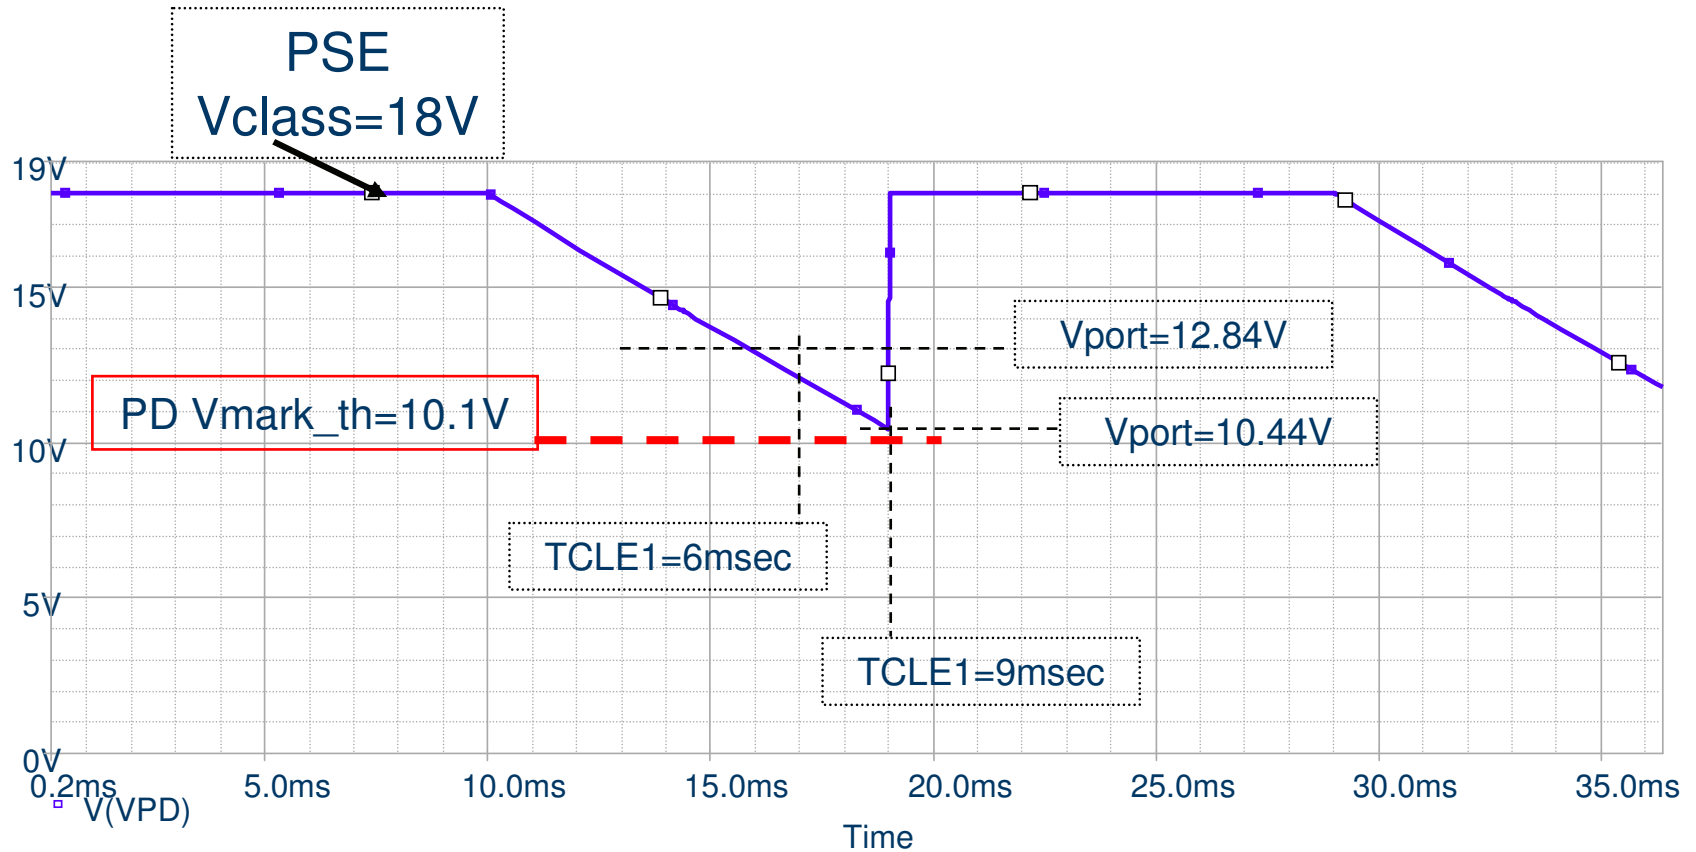 PSE
Vclass=18V
19V
15V
Vport=12.84V
PD Vmark_th=10.1V
Vport=10.44V
10V
TCLE1=6msec
5V
TCLE1=9msec
0V
0.2ms 5.0ms 10.0ms 15.0ms 20.0ms 25.0ms 30.0ms 35.0ms
V(VPD)
Time